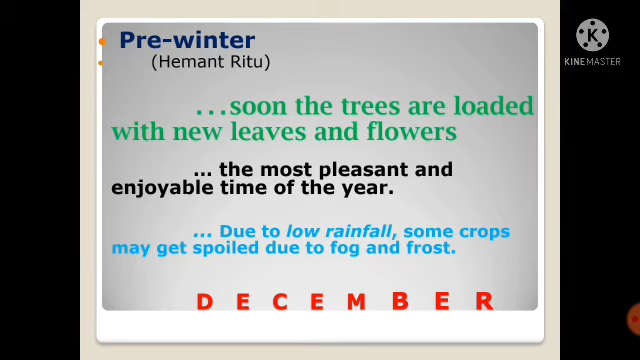 Pre-winter
(Hemant Ritu)
...soon the trees are loaded
with new leaves and flowers
... the most pleasant and
enjoyable time of the year.
... Due to low rainfall, some crops
may get spoiled due to fog and frost.
D E C E M B E R
K
KINEMASTER